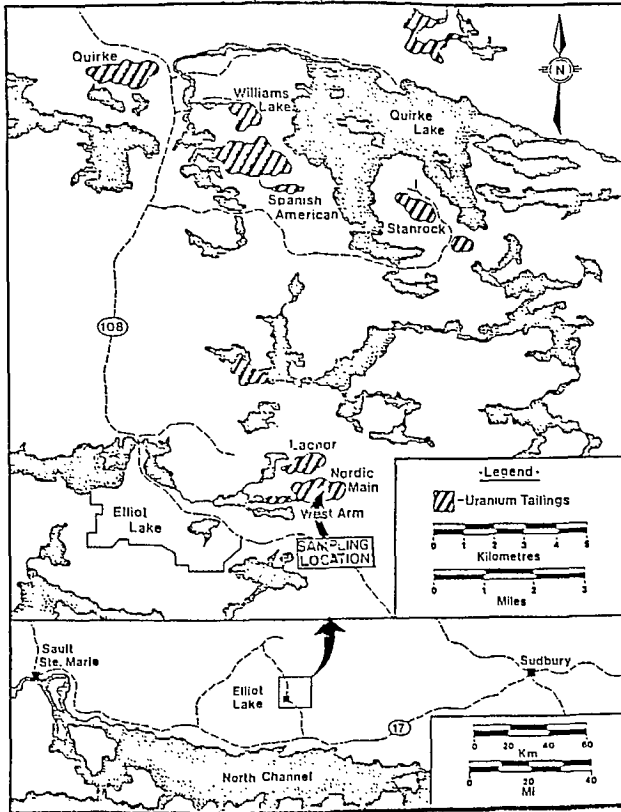 Quirke
N
Williams
Lake
Quirke
Lake
Spanish
American
Stanrock
108
Lacnor
Nordic
Main
West Arm
Elliot
Lake
SAMPLING
LOCATION
-Legend-
-Uranium Tailings
0 1 2 3 4 5
Kilometres
0 1 2 3
Miles
Sault
Ste. Marie
Sudbury
Elliot
Lake
17
North Channel
0 20 40 60
Km
0 20 40
Mi